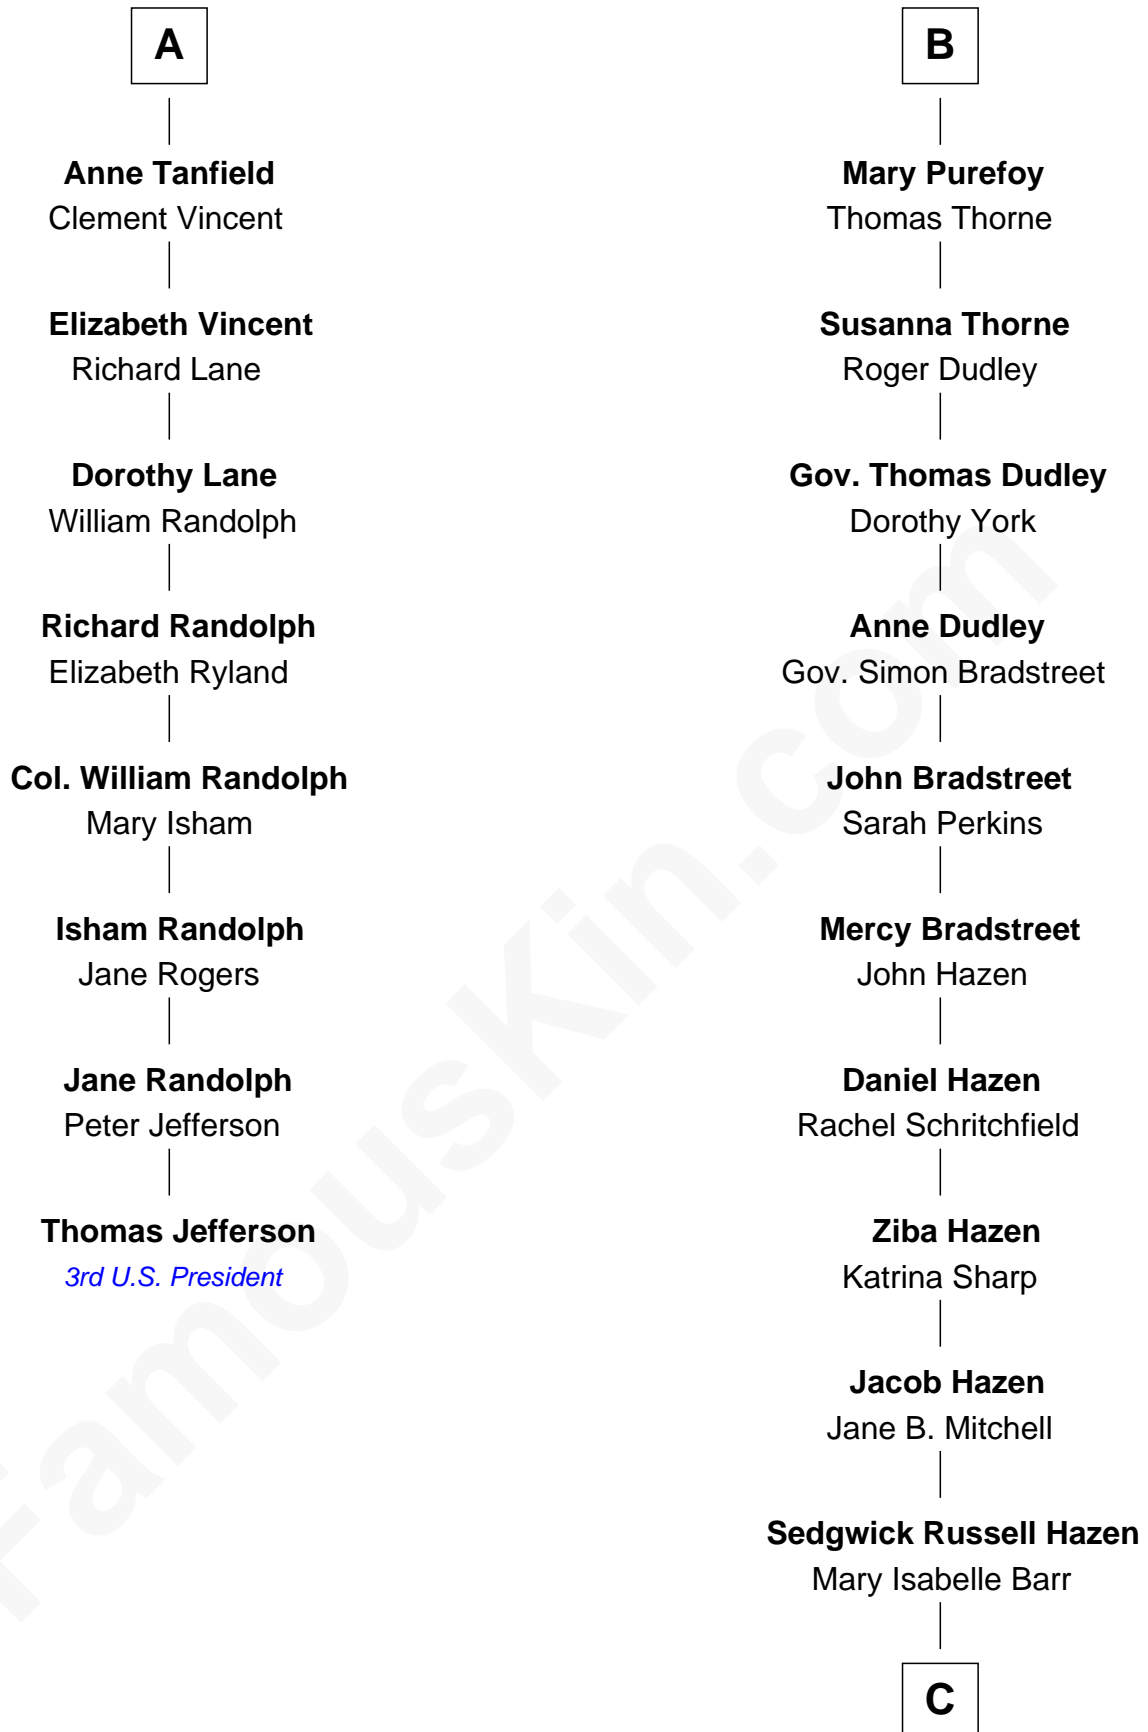 A
Anne Tanfield
Clement Vincent
Elizabeth Vincent
Richard Lane
Dorothy Lane
William Randolph
Richard Randolph
Elizabeth Ryland
Col. William Randolph
Mary Isham
Isham Randolph
Jane Rogers
Jane Randolph
Peter Jefferson
Thomas Jefferson
3rd U.S. President
B
Mary Purefoy
Thomas Thorne
Susanna Thorne
Roger Dudley
Gov. Thomas Dudley
Dorothy York
Anne Dudley
Gov. Simon Bradstreet
John Bradstreet
Sarah Perkins
Mercy Bradstreet
John Hazen
Daniel Hazen
Rachel Schritchfield
Ziba Hazen
Katrina Sharp
Jacob Hazen
Jane B. Mitchell
Sedgwick Russell Hazen
Mary Isabelle Barr
C
FamousKin.com